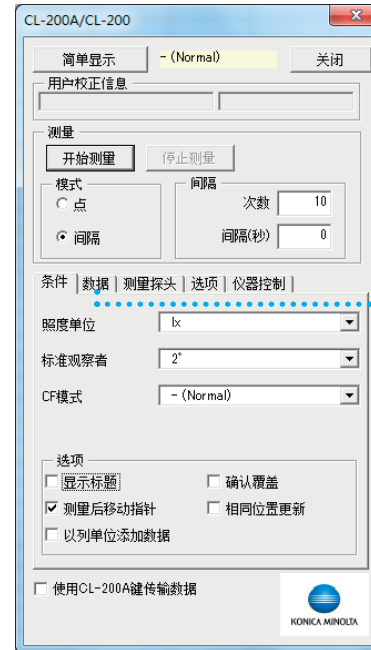 CL-200A/CL-200
简单显示 - (Normal) 关闭
用户校正信息
测量
开始测量 停止测量
模式 间隔
点 次数 10
间隔 间隔(秒) 0
条件 数据 测量探头 选项 仪器控制
照度单位 lx
标准观察者 2°
CF模式 - (Normal)
选项
显示标题 确认覆盖
测量后移动指针 相同位置更新
以列单位添加数据
使用CL-200A键传输数据
KONICA MINOLTA